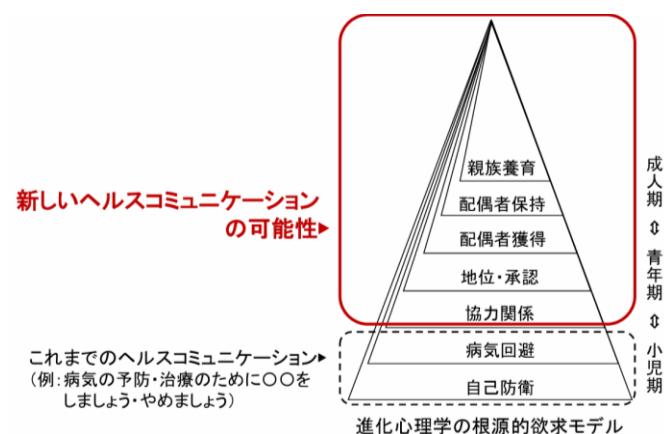 親族養育
配偶者保持
配偶者獲得
地位・承認
協力関係
病気回避
自己防衛
新しいヘルスコミュニケーション
の可能性▶
これまでのヘルスコミュニケーション▶
(例:病気の予防・治療のために〇〇を
しましょう・やめましょう)
成人期⇔青年期⇔小児期
進化心理学の根源的欲求モデル